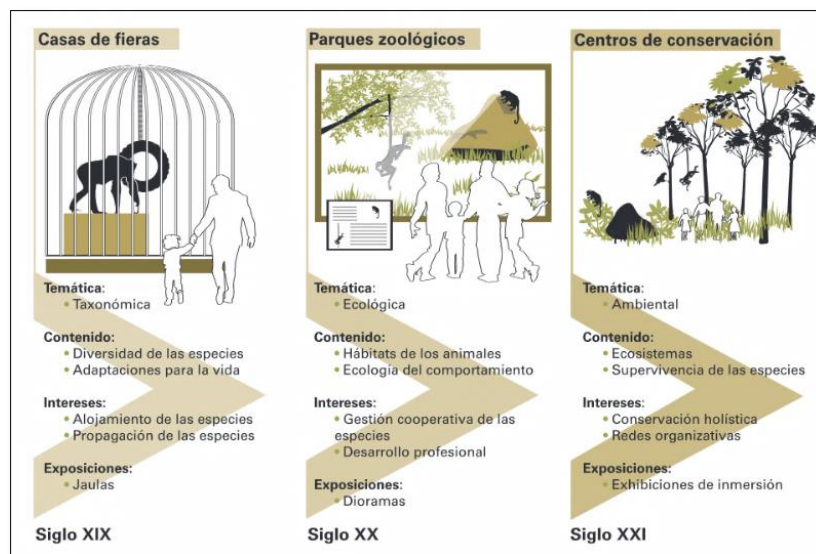 Casas de fieras
Temática:
• Taxonómica
Contenido:
• Diversidad de las especies
• Adaptaciones para la vida
Intereses:
• Alojamiento de las especies
• Propagación de las especies
Exposiciones:
• Jaulas
Siglo XIX
Parques zoológicos
Temática:
• Ecológica
Contenido:
• Hábitats de los animales
• Ecología del comportamiento
Intereses:
• Gestión cooperativa de las
especies
• Desarrollo profesional
Exposiciones:
• Dioramas
Siglo XX
Centros de conservación
Temática:
• Ambiental
Contenido:
• Ecosistemas
• Supervivencia de las especies
Intereses:
• Conservación holística
• Redes organizativas
Exposiciones:
• Exhibiciones de inmersión
Siglo XXI